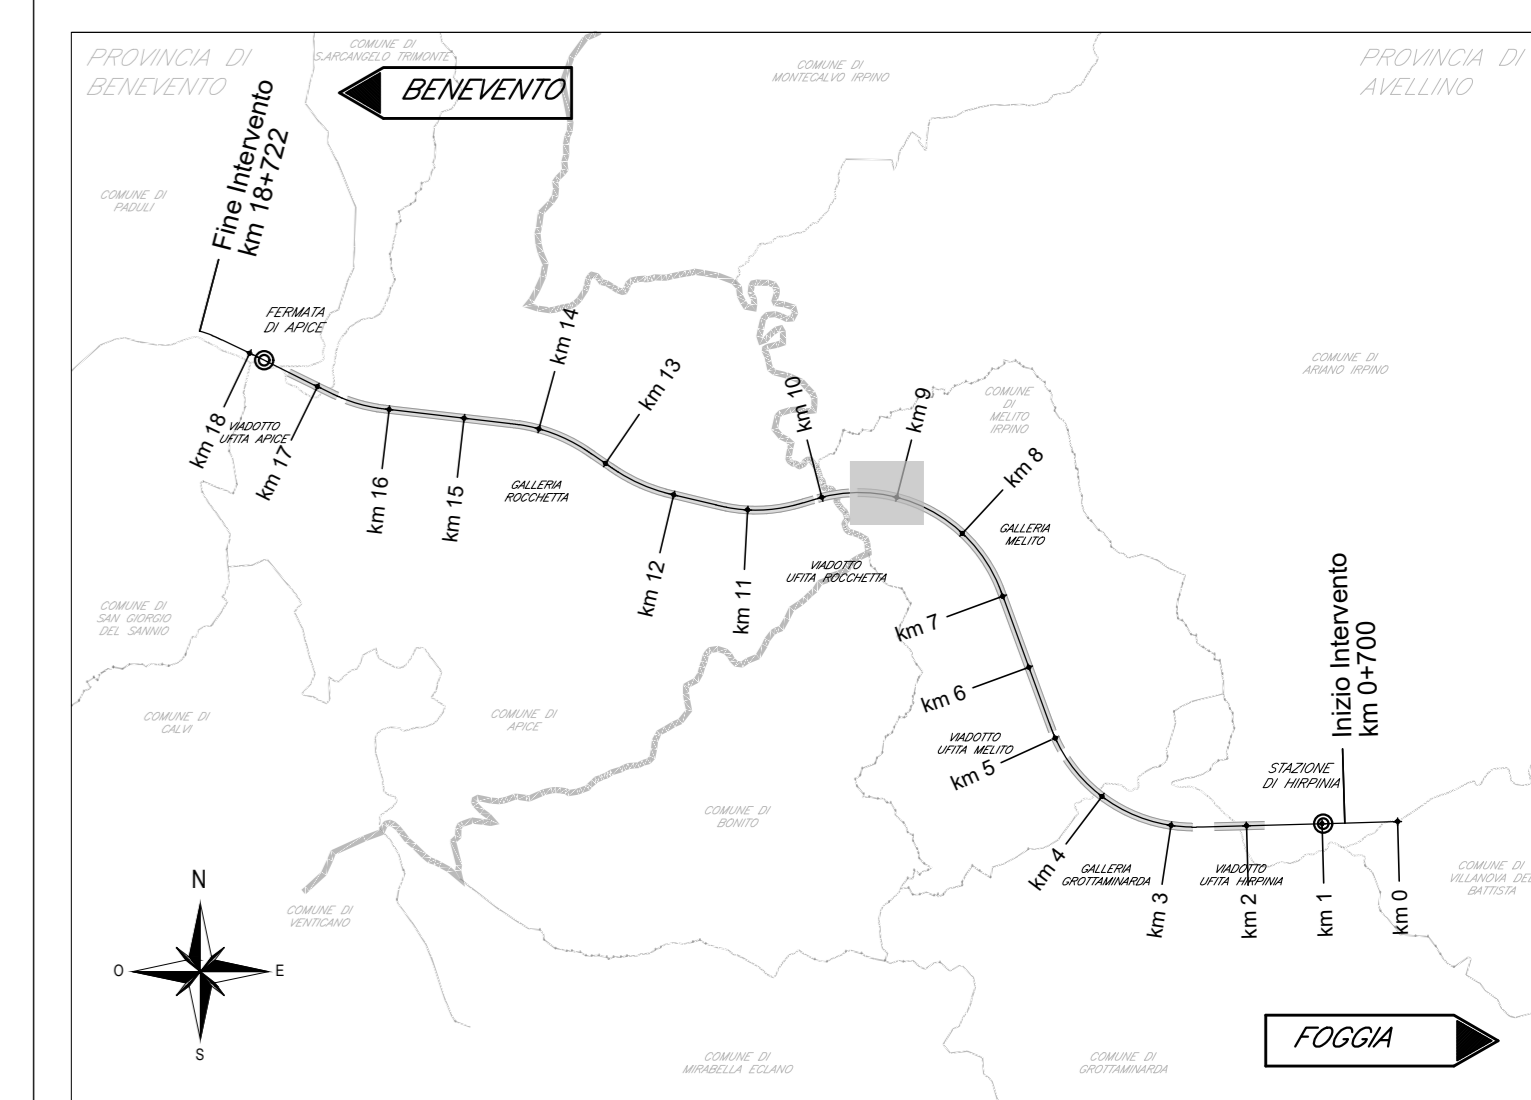 PROVINCIA DI
BENEVENTO
COMUNE DI
S.ARCANGELO TRIMONTE
BENEVENTO
COMUNE DI
MONTECALVO IRPINO
PROVINCIA DI
AVELLINO
Fine Intervento
km 18+722
COMUNE DI
PADULI
FERMATA
DI APICE
km 14
km 13
km 10
km 9
COMUNE
DI
MELITO
IRPINO
COMUNE DI
ARIANO IRPINO
km 18
VIADOTTO
UFITA APICE
km 17
km 16
km 15
GALLERIA
ROCCHETTA
km 8
GALLERIA
MELITO
km 12
km 11
VIADOTTO
UFITA ROCCHETTA
km 7
COMUNE DI
SAN GIORGIO
DEL SANNIO
Inizio Intervento
km 0+700
km 6
COMUNE DI
CALVI
COMUNE DI
APICE
VIADOTTO
UFITA MELITO
km 5
STAZIONE
DI HIRPINIA
COMUNE DI
BONITO
km 4
GALLERIA
GROTTAMINARDA
VIADOTTO
UFITA HIRPINIA
COMUNE DI
VILLANOVA DEL
BATTISTA
km 3
km 2
km 1
km 0
COMUNE DI
VENTICANO
N
O
E
S
FOGGIA
COMUNE DI
MIRABELLA ECLANO
COMUNE DI
GROTTAMINARDA